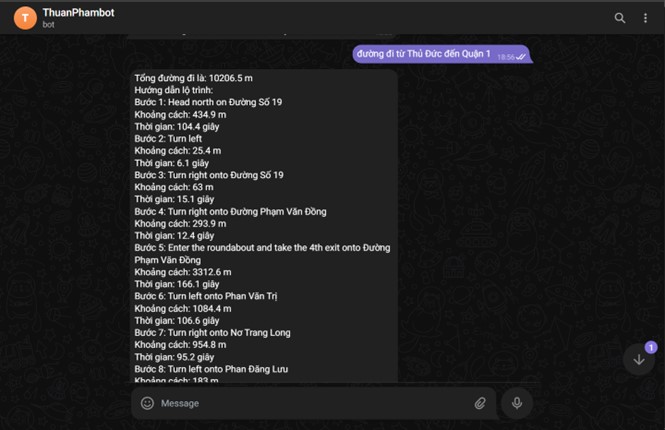 T
ThuanPhambot
bot
đường đi từ Thủ Đức đến Quận 1
18:56
Tổng đường đi là: 10206.5 m
Hướng dẫn lộ trình:
Bước 1: Head north on Đường Số 19
Khoảng cách: 434.9 m
Thời gian: 104.4 giây
Bước 2: Turn left
Khoảng cách: 25.4 m
Thời gian: 6.1 giây
Bước 3: Turn right onto Đường Số 19
Khoảng cách: 63 m
Thời gian: 15.1 giây
Bước 4: Turn right onto Đường Phạm Văn Đồng
Khoảng cách: 293.9 m
Thời gian: 12.4 giây
Bước 5: Enter the roundabout and take the 4th exit onto Đường
Phạm Văn Đồng
Khoảng cách: 3312.6 m
Thời gian: 166.1 giây
Bước 6: Turn left onto Phan Văn Trị
Khoảng cách: 1084.4 m
Thời gian: 106.6 giây
Bước 7: Turn right onto Nơ Trang Long
Khoảng cách: 954.8 m
Thời gian: 95.2 giây
Bước 8: Turn left onto Phan Đăng Lưu
Khoảng cách: 183 m
1
Message